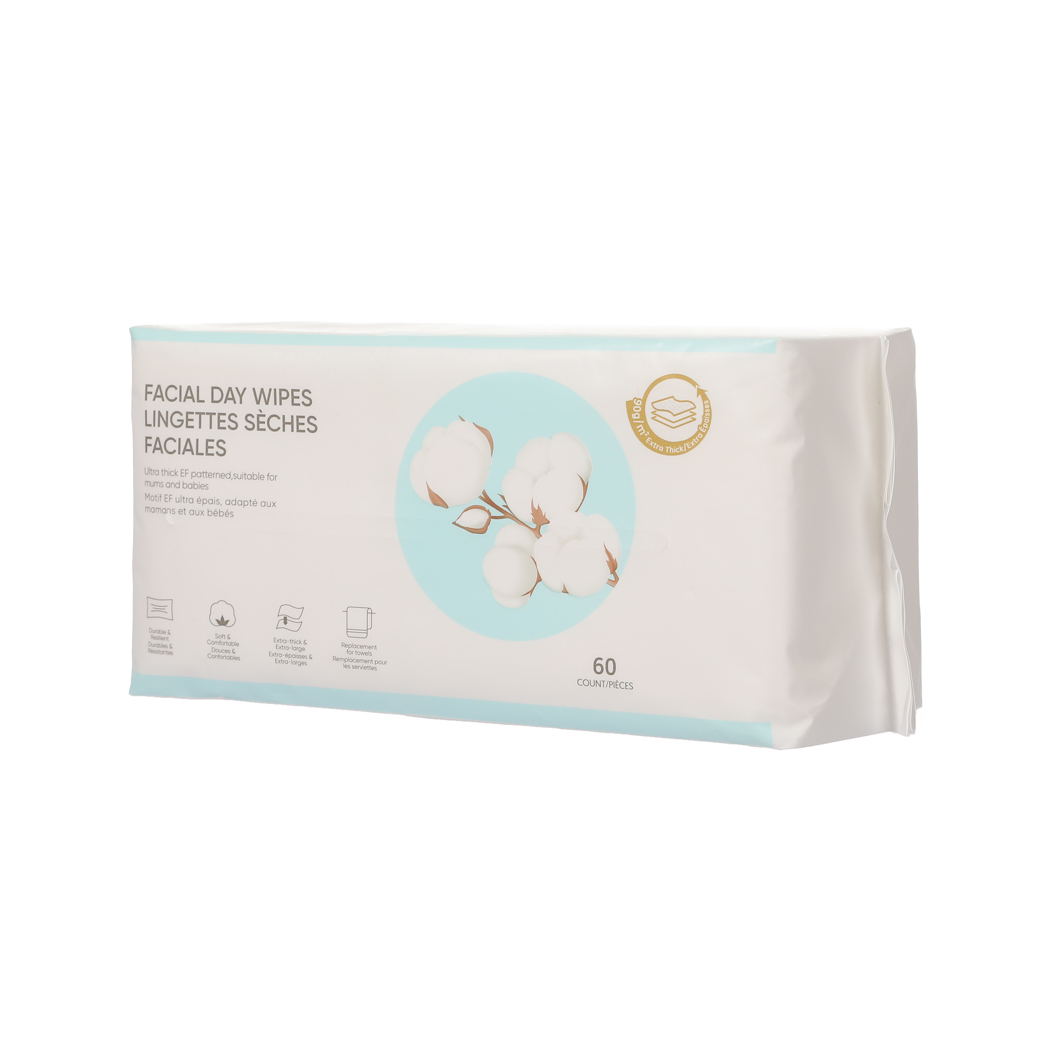 FACIAL DAY WIPES
LINGETTES SÈCHES
FACIALES
Ultra thick EF patterned,suitable for
mums and babies
Motif EF ultra épais, adapté aux
mamans et aux bébés
90g/m² Extra Thick/Extra Épaisses
Durable &
Resilient
Durables &
Résistantes
Soft &
Comfortable
Douces &
Confortables
Extra-thick &
Extra-large
Extra-épaisses &
Extra-larges
Replacement
for towels
Remplacement pour
les serviettes
60
COUNT/PIÈCES